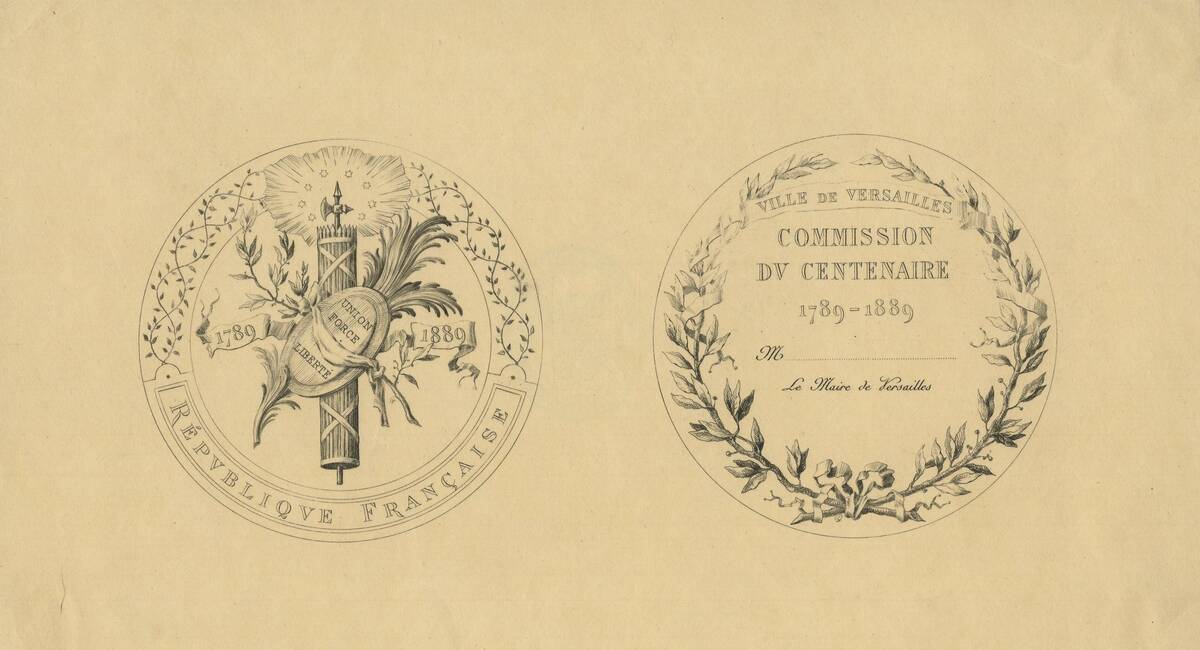 1789
UNION
FORCE
LIBERTÉ
1889
RÉPVBLIQVE FRANÇAISE
VILLE DE VERSAILLES
COMMISSION
DV CENTENAIRE
1789-1889
M
Le Maire de Versailles